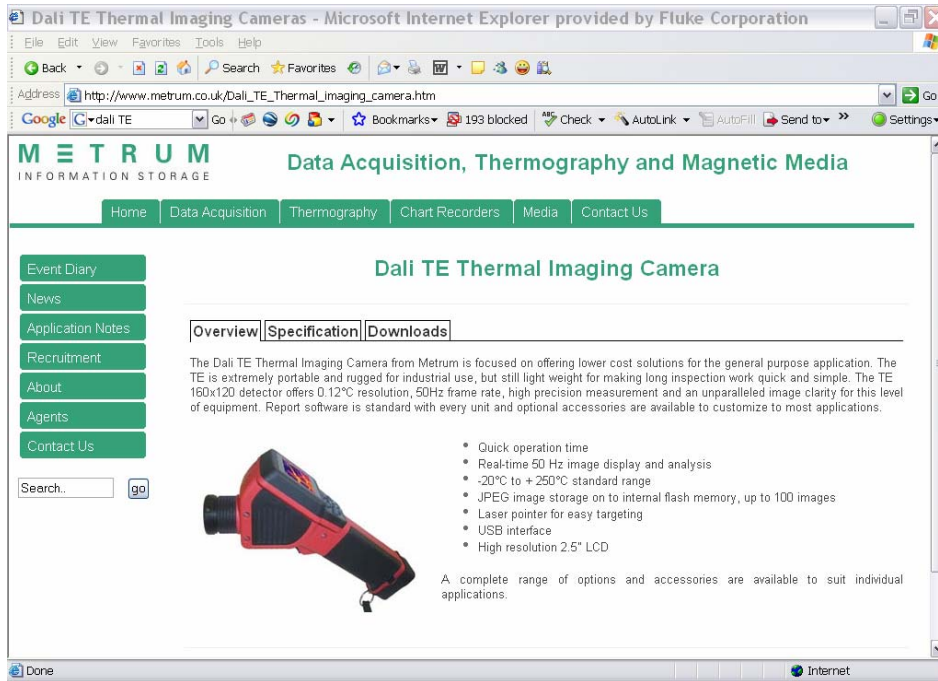 Dali TE Thermal Imaging Cameras - Microsoft Internet Explorer provided by Fluke Corporation
File Edit View Favorites Tools Help
Back Search Favorites
Address http://www.metrum.co.uk/Dali_TE_Thermal_imaging_camera.htm Go
Google dali TE Go Bookmarks 193 blocked Check AutoLink AutoFill Send to Settings
METRUM
INFORMATION STORAGE
Data Acquisition, Thermography and Magnetic Media
Home Data Acquisition Thermography Chart Recorders Media Contact Us
Event Diary
News
Application Notes
Recruitment
About
Agents
Contact Us
Search.. go
Dali TE Thermal Imaging Camera
Overview Specification Downloads
The Dali TE Thermal Imaging Camera from Metrum is focused on offering lower cost solutions for the general purpose application. The
TE is extremely portable and rugged for industrial use, but still light weight for making long inspection work quick and simple. The TE
160x120 detector offers 0.12°C resolution, 50Hz frame rate, high precision measurement and an unparalleled image clarity for this level
of equipment. Report software is standard with every unit and optional accessories are available to customize to most applications.
Quick operation time
Real-time 50 Hz image display and analysis
-20°C to + 250°C standard range
JPEG image storage on to internal flash memory, up to 100 images
Laser pointer for easy targeting
USB interface
High resolution 2.5" LCD
A complete range of options and accessories are available to suit individual
applications.
Done Internet